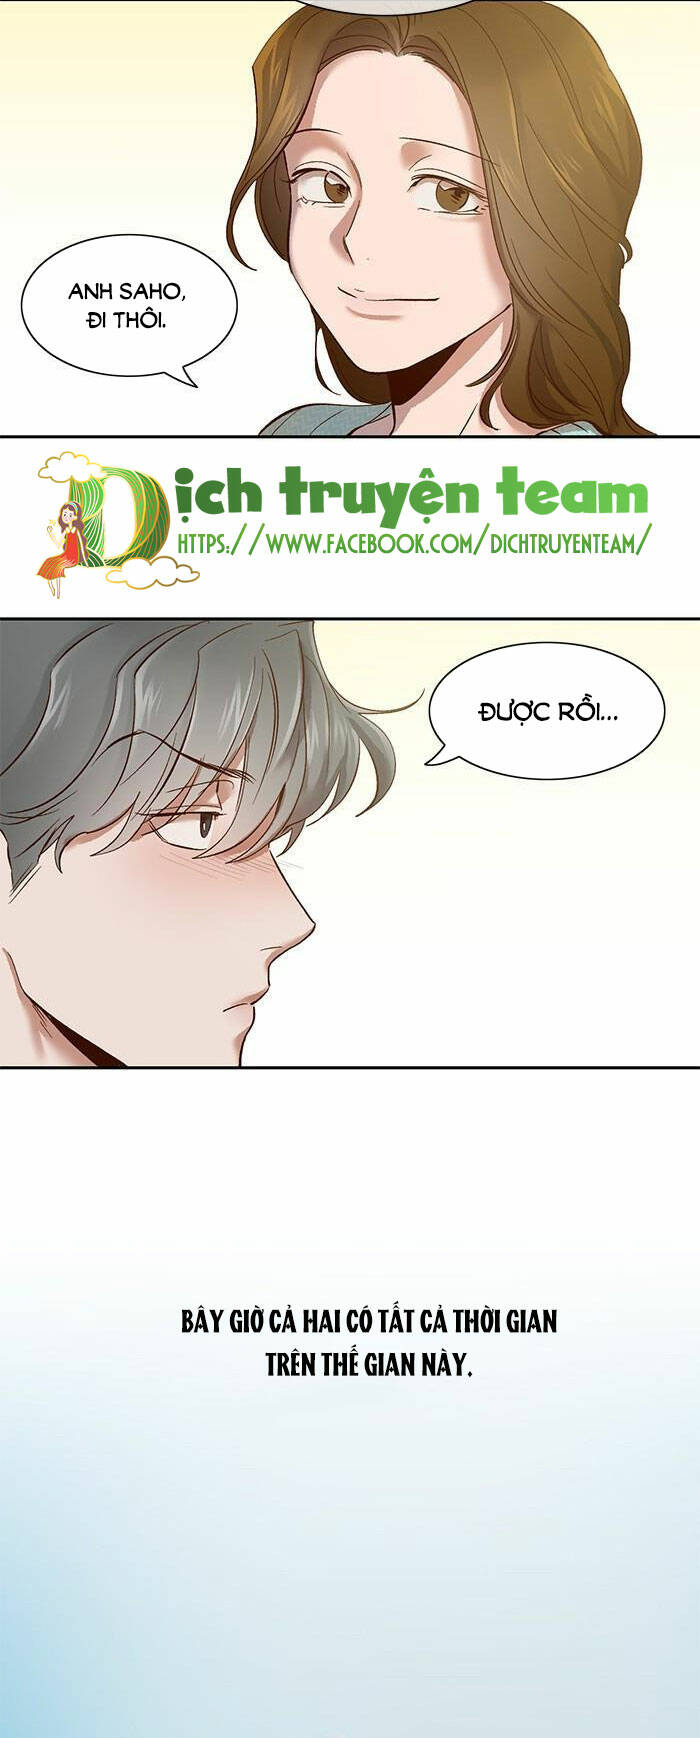 ANH SAHO,
ĐI THÔI.
Dịch truyện team
HTTPS://WWW.FACEBOOK.COM/DICHTRUYENTEAM/
ĐƯỢC RỒI...
BÂY GIỜ CẢ HAI CÓ TẤT CẢ THỜI GIAN
TRÊN THẾ GIAN NÀY.